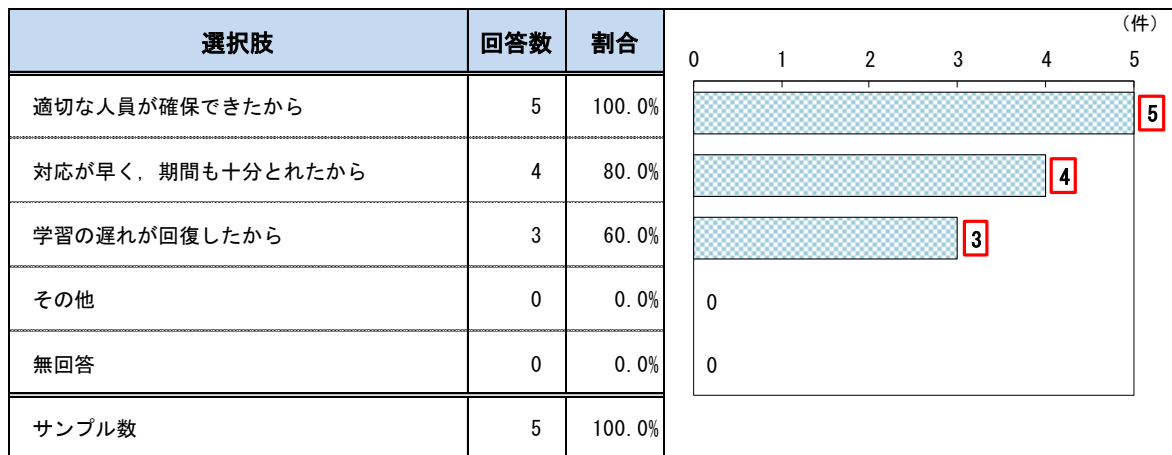 選択肢 回答数 割合
適切な人員が確保できたから 5 100.0%
対応が早く，期間も十分とれたから 4 80.0%
学習の遅れが回復したから 3 60.0%
その他 0 0.0%
無回答 0 0.0%
サンプル数 5 100.0%
（件）
0 1 2 3 4 5
5
4
3
0
0